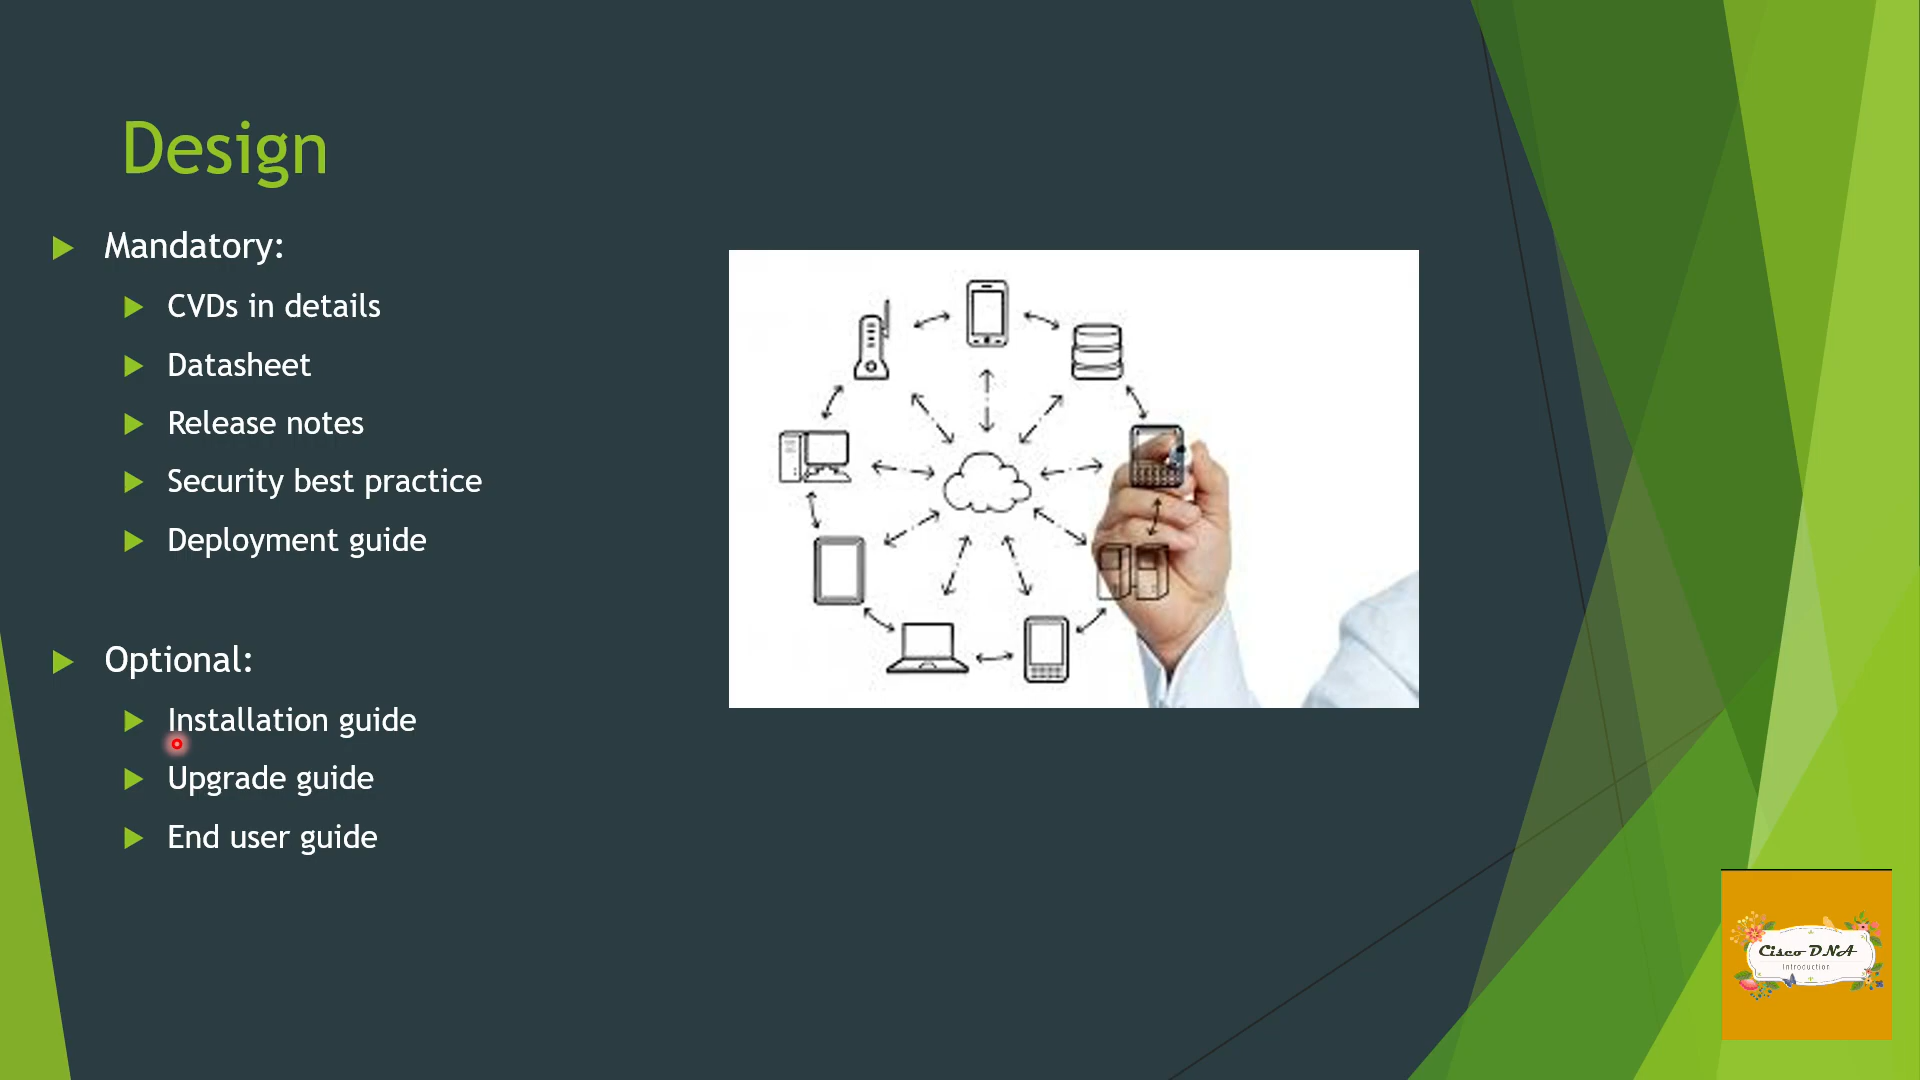 Design
Mandatory:
CVDs in details
Datasheet
Release notes
Security best practice
Deployment guide
Optional:
Installation guide
Upgrade guide
End user guide
Cisco DNA
Introduction